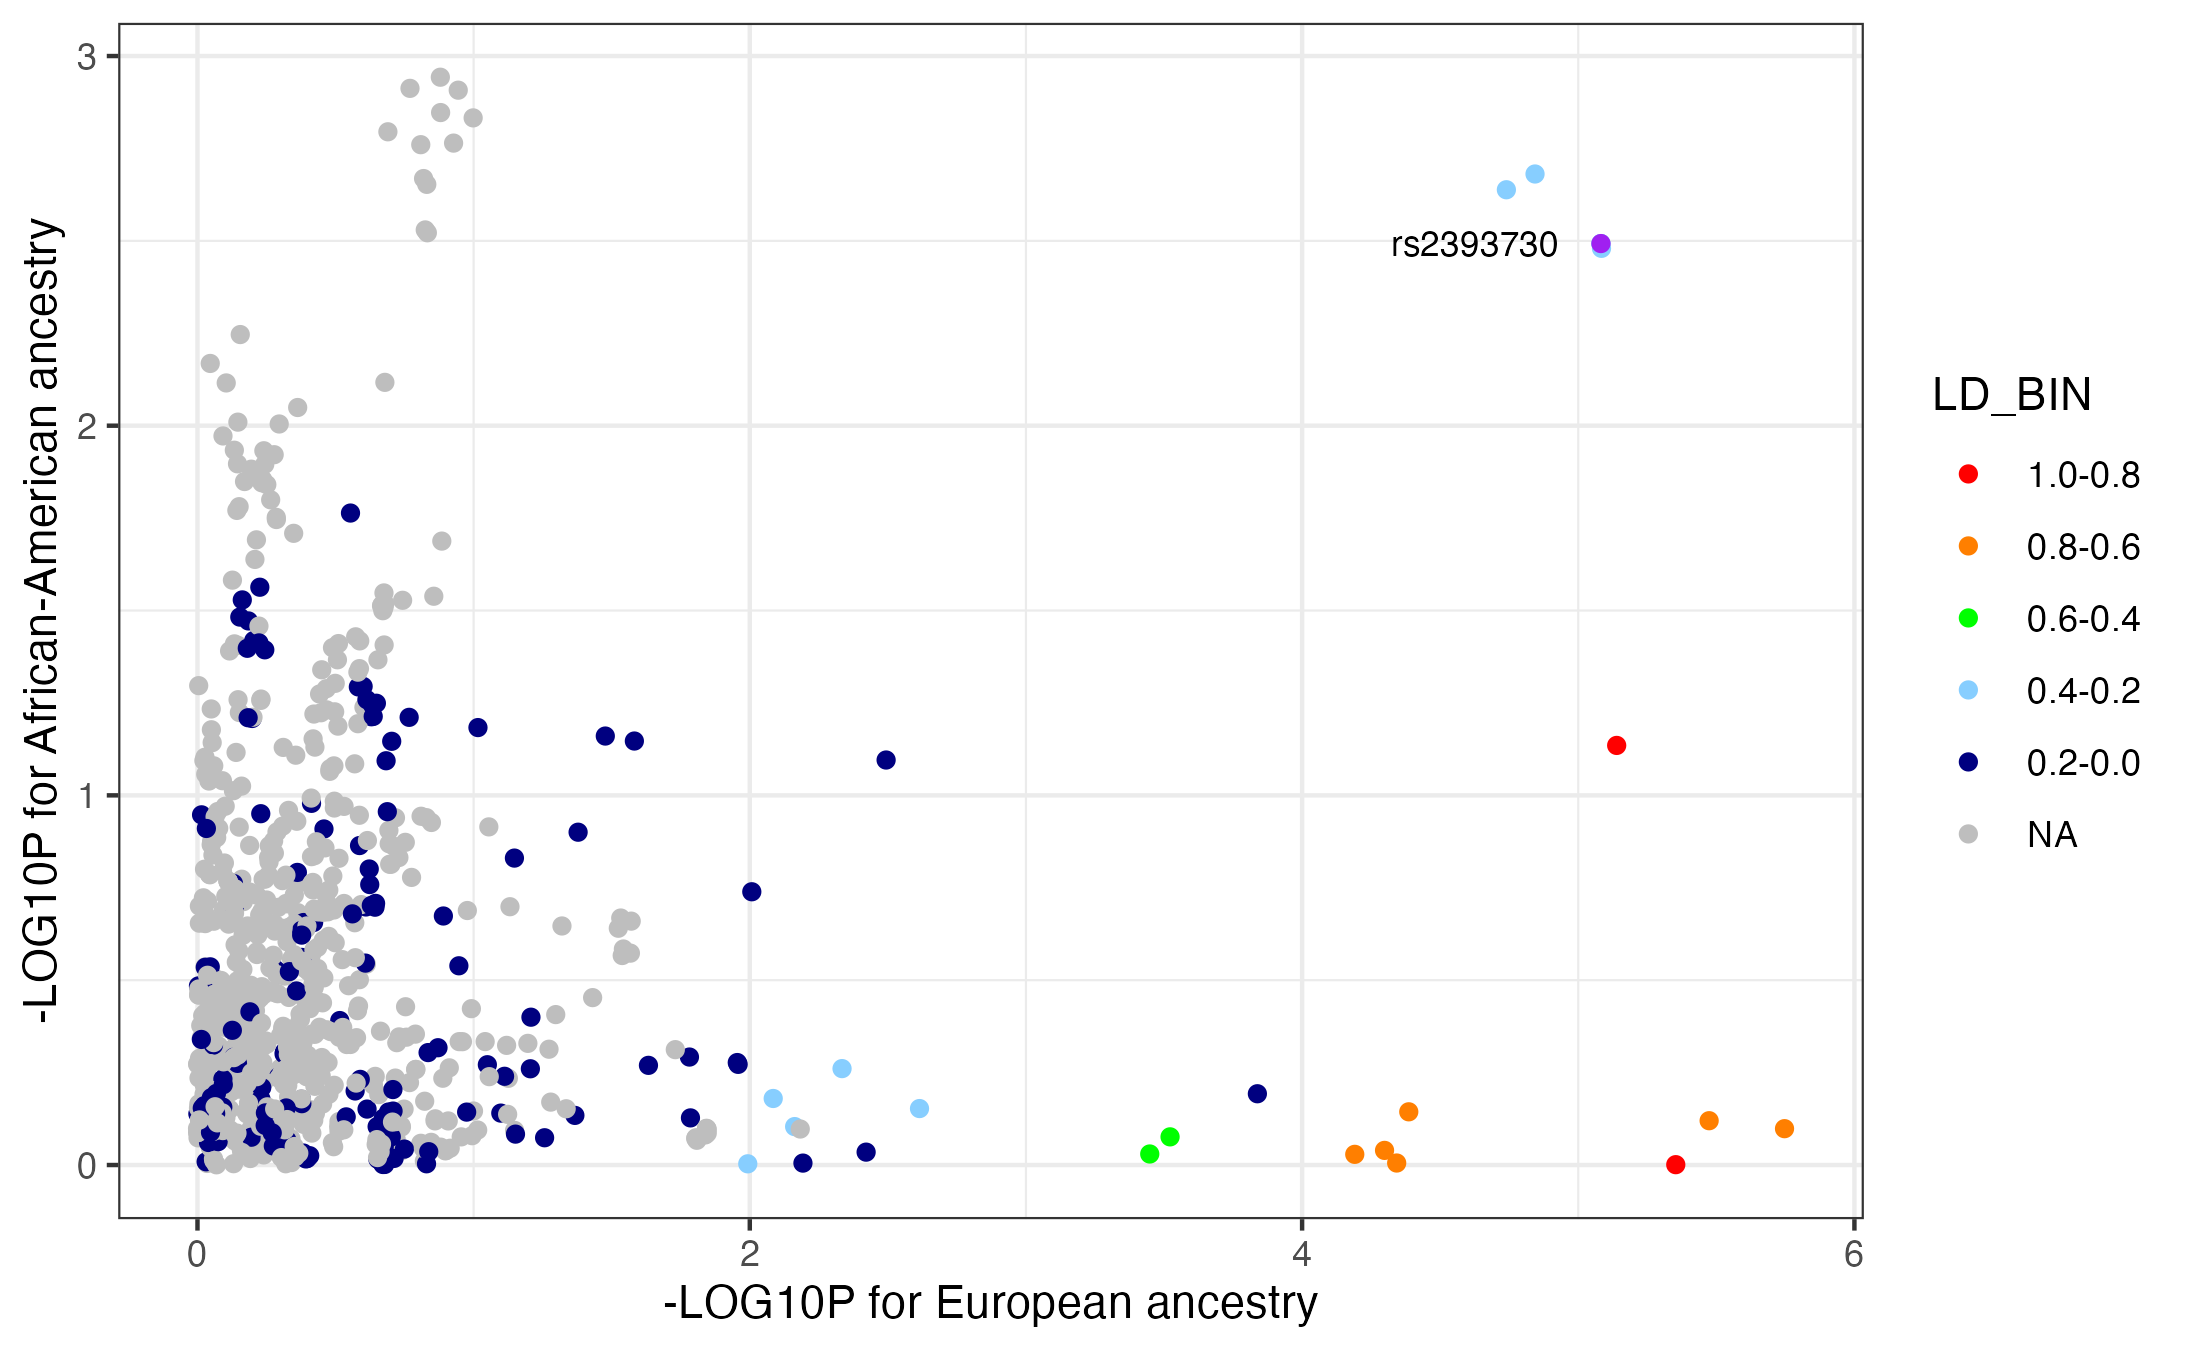 3
2
1
0
-LOG10P for African-American ancestry
rs2393730
0
2
4
6
-LOG10P for European ancestry
LD_BIN
1.0-0.8
0.8-0.6
0.6-0.4
0.4-0.2
0.2-0.0
NA